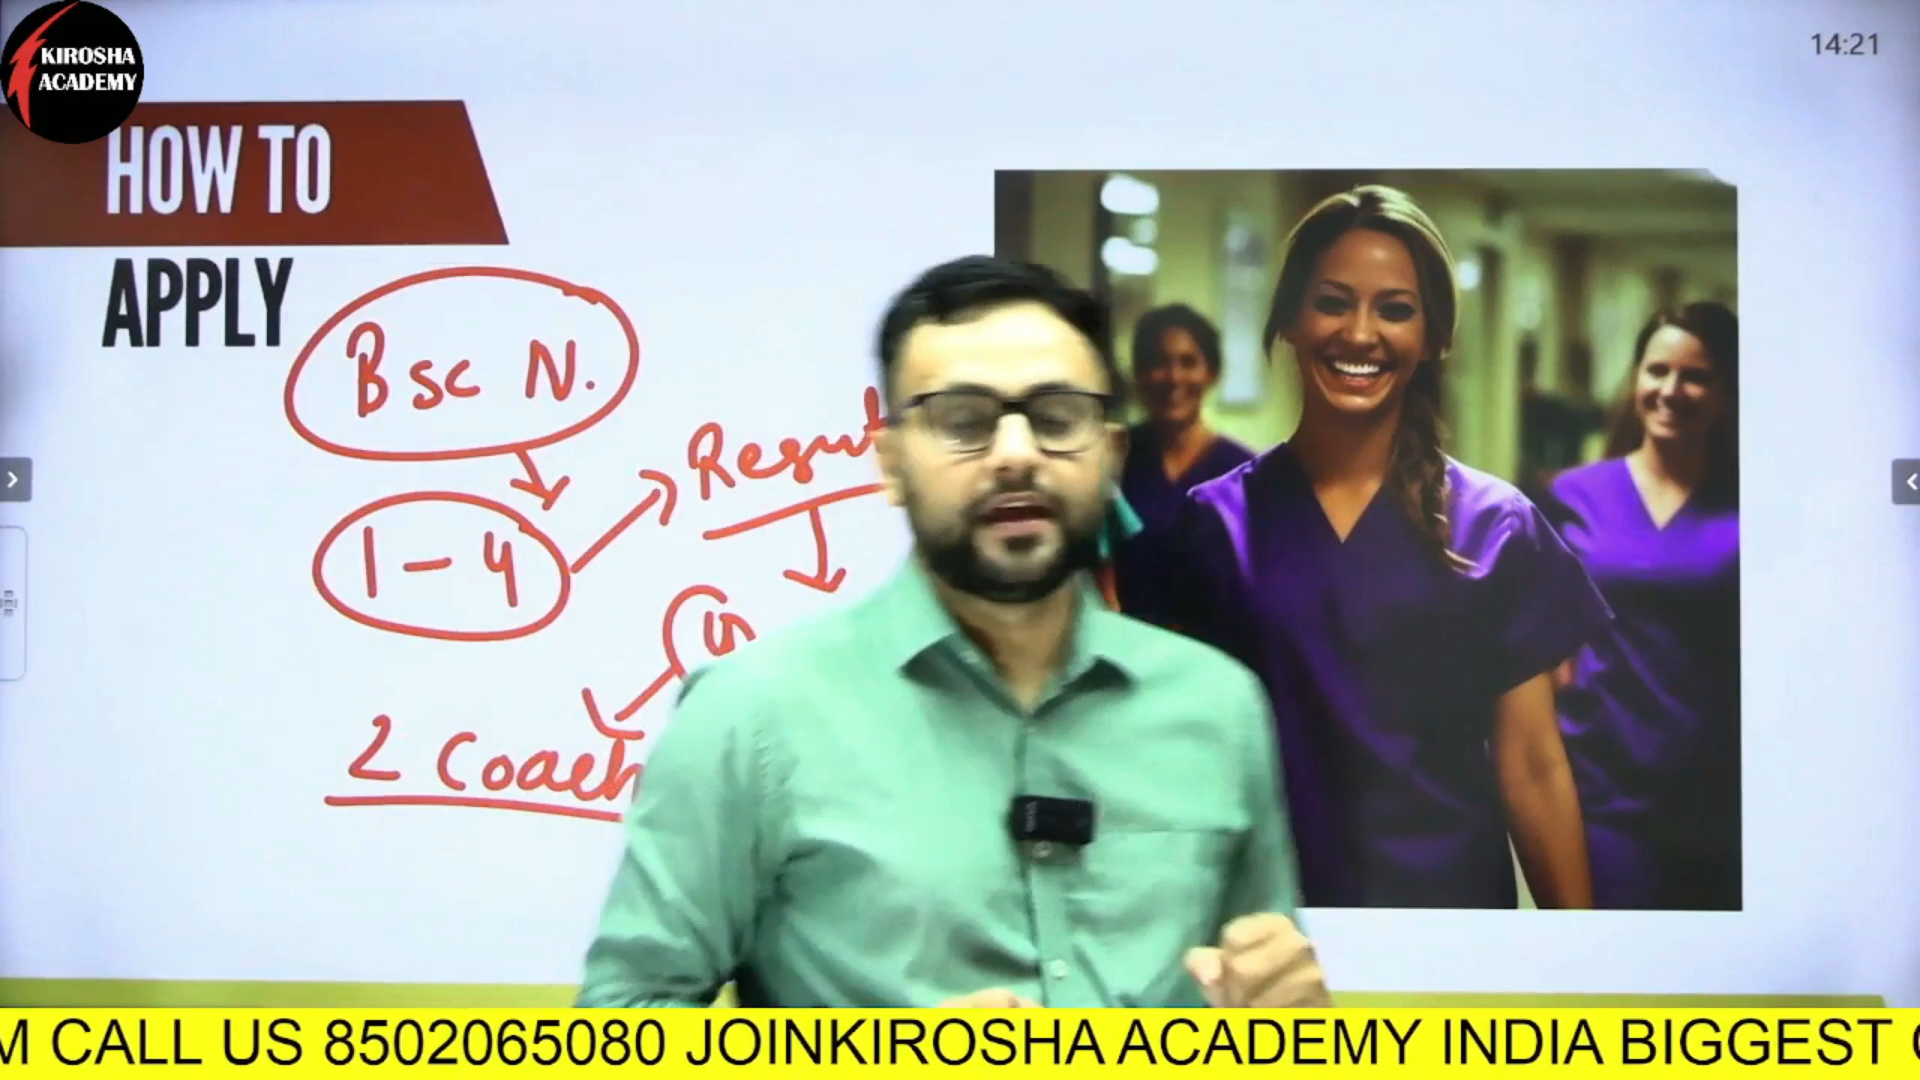 KIROSHA
ACADEMY
14:21
HOW TO
APPLY
Bsc N.
1-4
2 Coach
M CALL US 8502065080 JOINKIROSHA ACADEMY INDIA BIGGEST